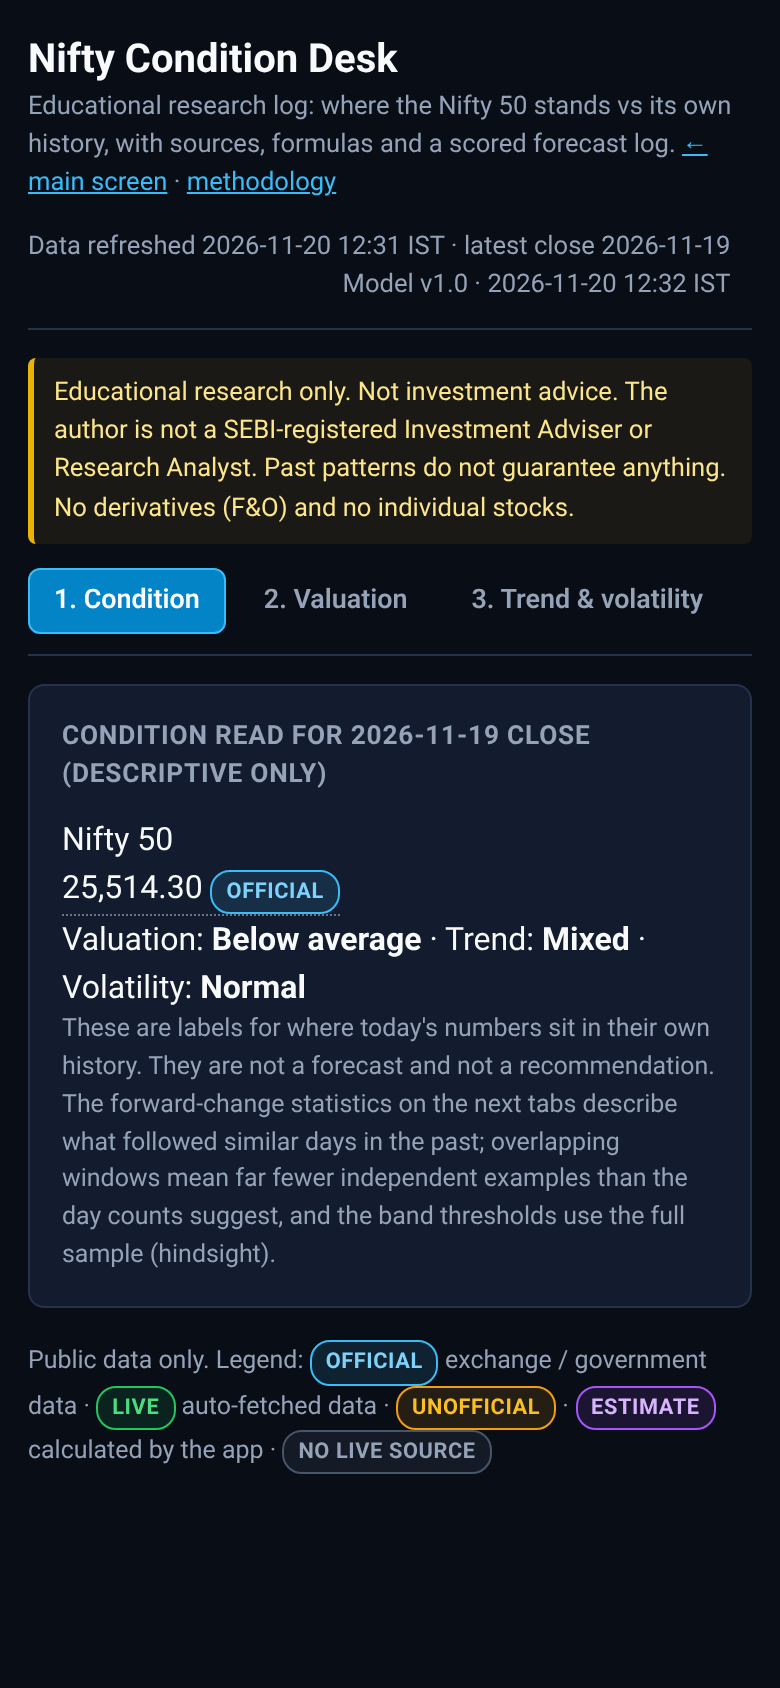 Nifty Condition Desk
Educational research log: where the Nifty 50 stands vs its own
history, with sources, formulas and a scored forecast log. ←
main screen · methodology
Data refreshed 2026-11-20 12:31 IST · latest close 2026-11-19
Model v1.0 · 2026-11-20 12:32 IST
Educational research only. Not investment advice. The
author is not a SEBI-registered Investment Adviser or
Research Analyst. Past patterns do not guarantee anything.
No derivatives (F&O) and no individual stocks.
1. Condition 2. Valuation 3. Trend & volatility
CONDITION READ FOR 2026-11-19 CLOSE
(DESCRIPTIVE ONLY)
Nifty 50
25,514.30 OFFICIAL
Valuation: Below average · Trend: Mixed ·
Volatility: Normal
These are labels for where today's numbers sit in their own
history. They are not a forecast and not a recommendation.
The forward-change statistics on the next tabs describe
what followed similar days in the past; overlapping
windows mean far fewer independent examples than the
day counts suggest, and the band thresholds use the full
sample (hindsight).
Public data only. Legend: OFFICIAL exchange / government
data · LIVE auto-fetched data · UNOFFICIAL · ESTIMATE
calculated by the app · NO LIVE SOURCE